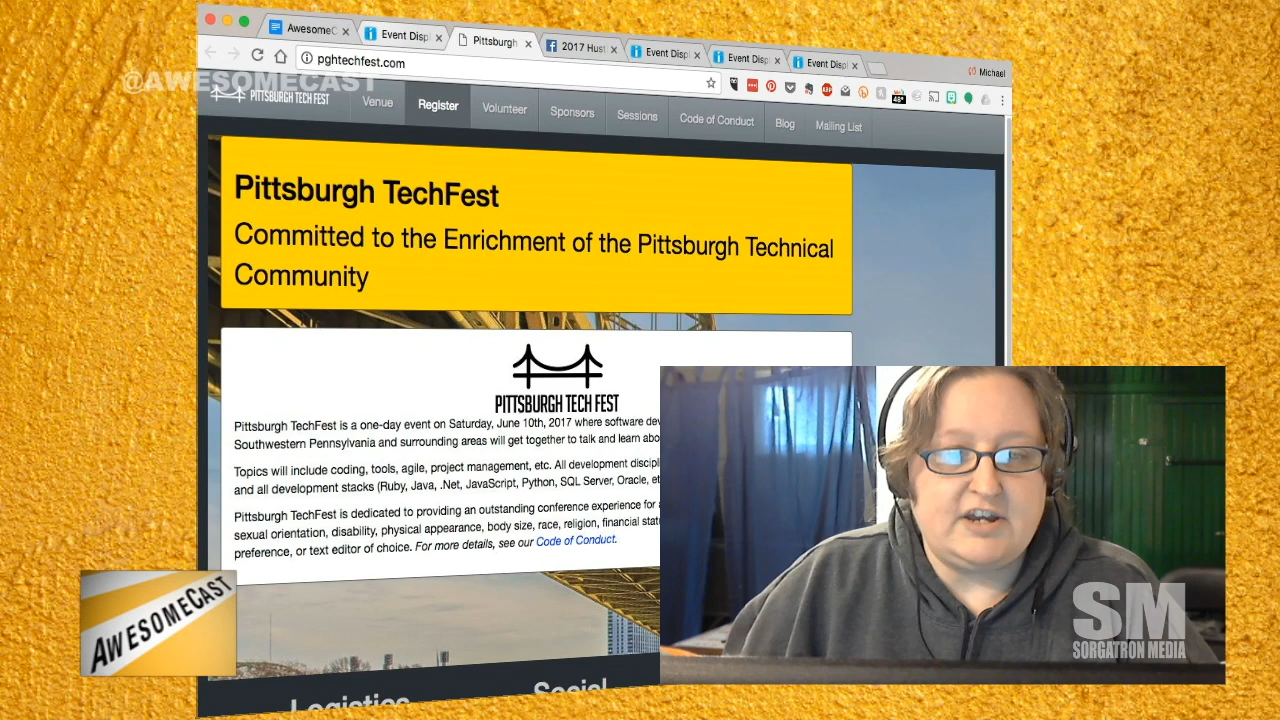 AwesomeC
Event Displ
Pittsburgh
2017 Hust
Event Disp
Event Disp
Event Displ
Michael
pghtechfest.com
@AWESOMECAST
PITTSBURGH TECH FEST
Venue
Register
Volunteer
Sponsors
Sessions
Code of Conduct
Blog
Mailing List
Pittsburgh TechFest
Committed to the Enrichment of the Pittsburgh Technical
Community
PITTSBURGH TECH FEST
Pittsburgh TechFest is a one-day event on Saturday, June 10th, 2017 where software dev
Southwestern Pennsylvania and surrounding areas will get together to talk and learn abo
Topics will include coding, tools, agile, project management, etc. All development discipl
and all development stacks (Ruby, Java, .Net, JavaScript, Python, SQL Server, Oracle, et
Pittsburgh TechFest is dedicated to providing an outstanding conference experience for a
sexual orientation, disability, physical appearance, body size, race, religion, financial stat
preference, or text editor of choice. For more details, see our Code of Conduct.
AWESOMECAST
SM
SORGATRON MEDIA
Logistics
Social